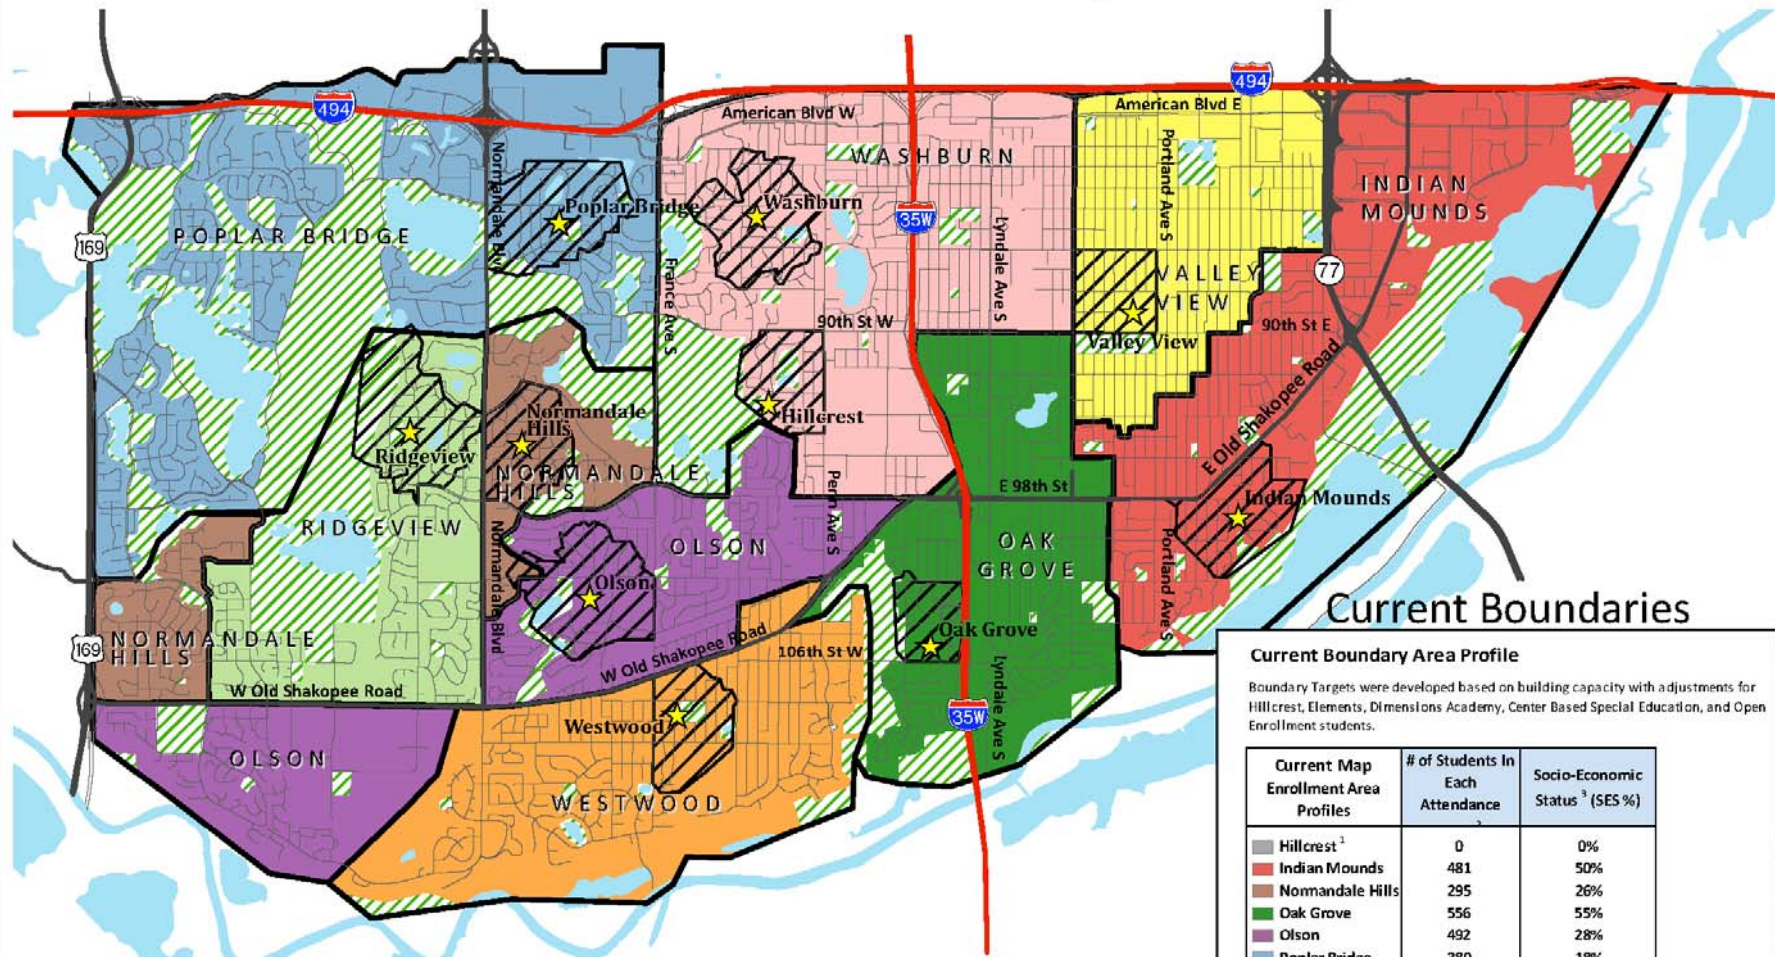 494
494
American Blvd W
American Blvd E
WASHBURN
Portland Ave S
INDIAN
MOUNDS
Normandale Blvd
Poplar Bridge
Washburn
35W
Lyndale Ave S
169
POPLAR BRIDGE
France Ave S
VALLEY
VIEW
77
90th St W
90th St E
Valley View
E Old Shakopee Road
Normandale
Hills
Hillcrest
Ridgeview
NORMANDALE
HILLS
Penn Ave S
E 98th St
Indian Mounds
RIDGEVIEW
Normandale Blvd
OLSON
OAK
GROVE
Portland Ave S
Olson
Current Boundaries
NORMANDALE
HILLS
169
W Old Shakopee Road
W Old Shakopee Road
106th St W
Oak Grove
Lyndale Ave S
Westwood
35W
OLSON
WESTWOOD
Current Boundary Area Profile
Boundary Targets were developed based on building capacity with adjustments for
Hillcrest, Elements, Dimensions Academy, Center Based Special Education, and Open
Enrollment students.
Current Map Enrollment Area Profiles # of Students In Each Attendance Socio-Economic Status 3 (SES %)
Hillcrest 1 0 0%
Indian Mounds 481 50%
Normandale Hills 295 26%
Oak Grove 556 55%
Olson 492 28%
Poplar Bridge